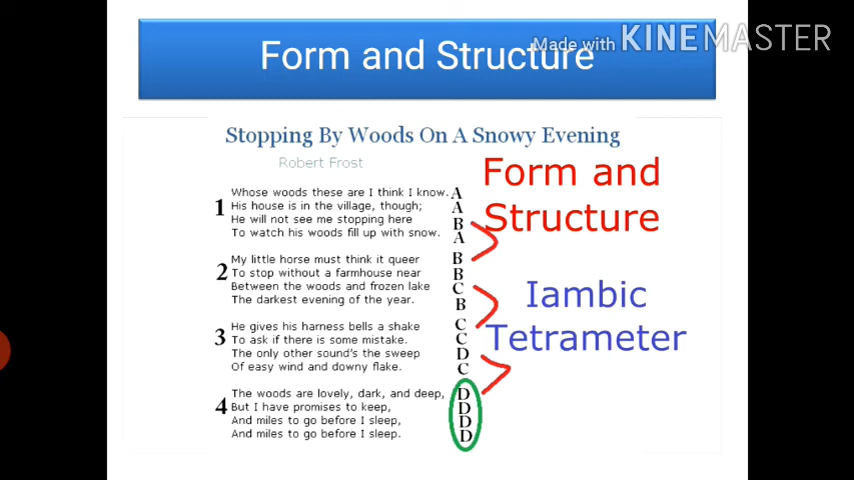 Form and Structure
Made with KINEMASTER
Stopping By Woods On A Snowy Evening
Robert Frost
Form and
Structure
1
Whose woods these are I think I know. A
His house is in the village, though; A
He will not see me stopping here B
To watch his woods fill up with snow. A
2
My little horse must think it queer B
To stop without a farmhouse near B
Between the woods and frozen lake C
The darkest evening of the year. B
Iambic
Tetrameter
3
He gives his harness bells a shake C
To ask if there is some mistake. C
The only other sound's the sweep D
Of easy wind and downy flake. C
4
The woods are lovely, dark, and deep, D
But I have promises to keep, D
And miles to go before I sleep, D
And miles to go before I sleep. D